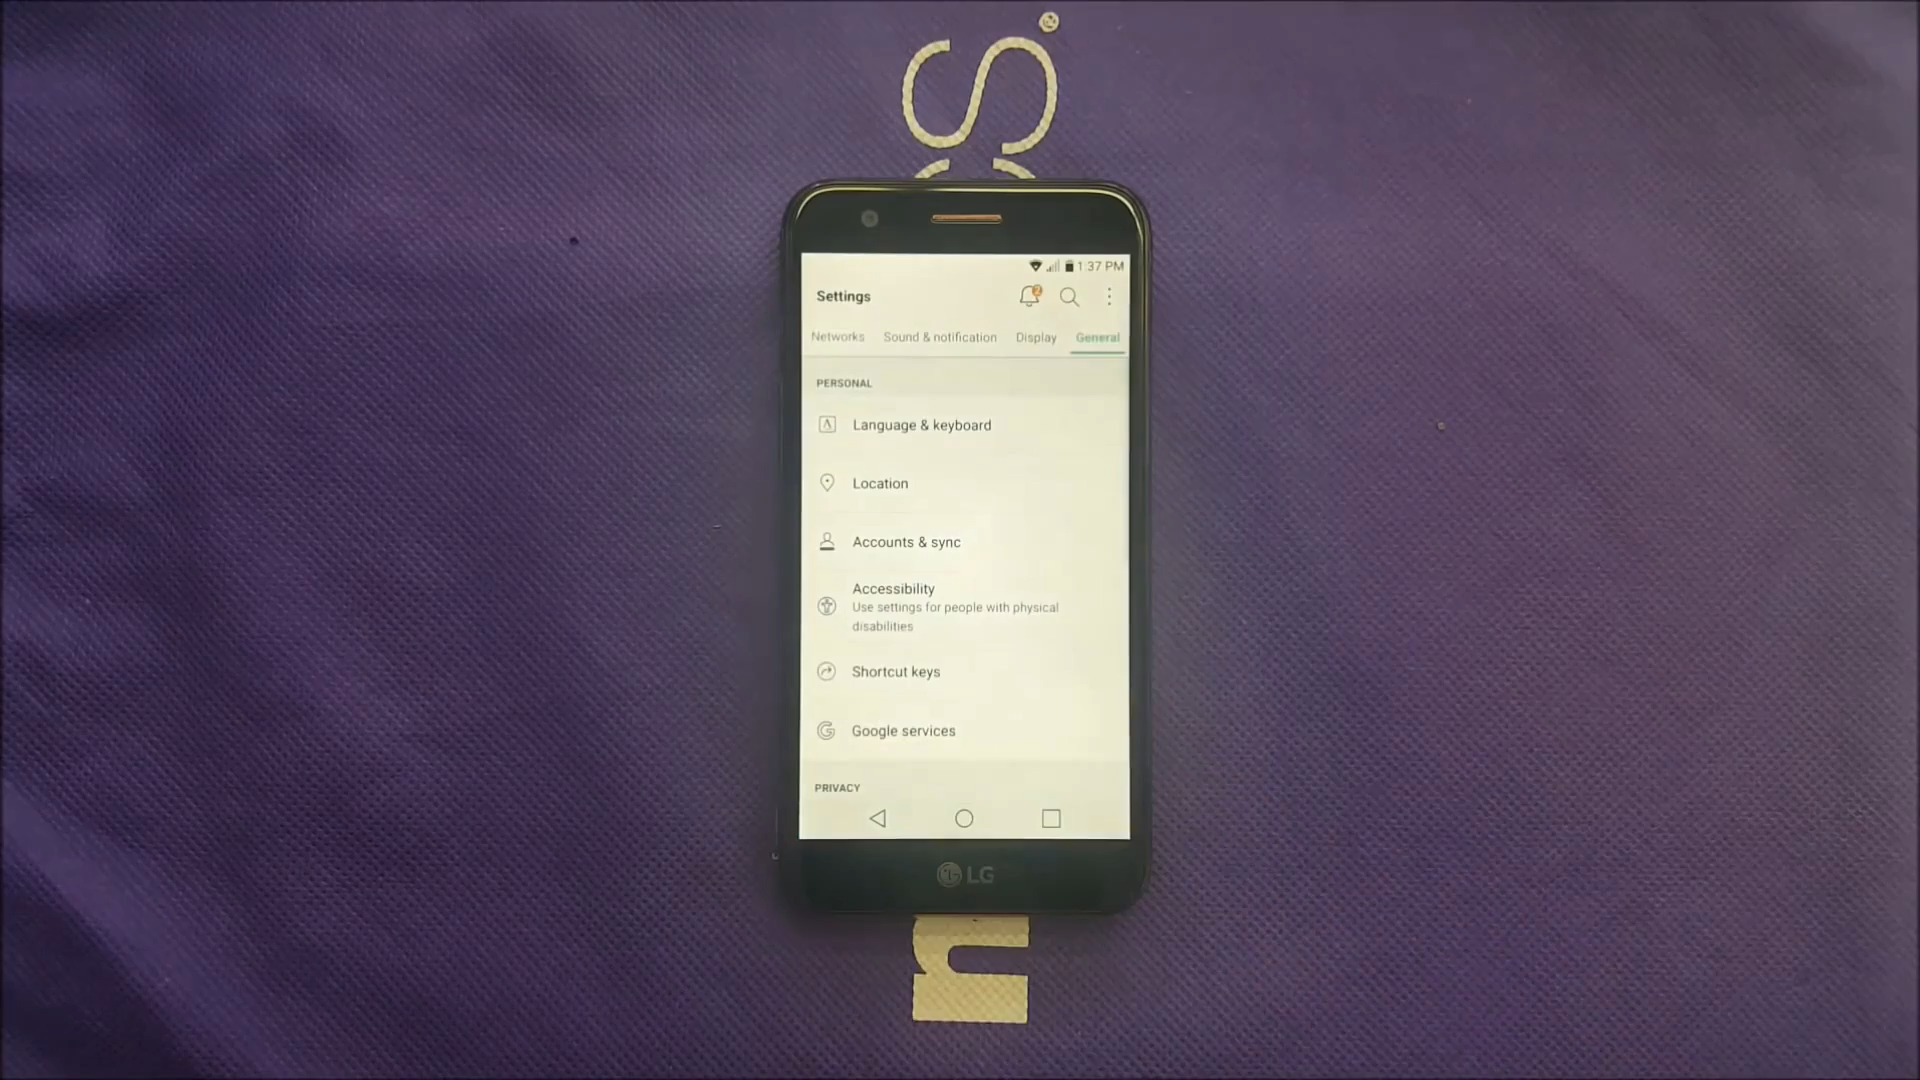 S
1:37 PM
Settings
2
Networks Sound & notification Display General
PERSONAL
Language & keyboard
Location
Accounts & sync
Accessibility
Use settings for people with physical
disabilities
Shortcut keys
Google services
PRIVACY
LG
n